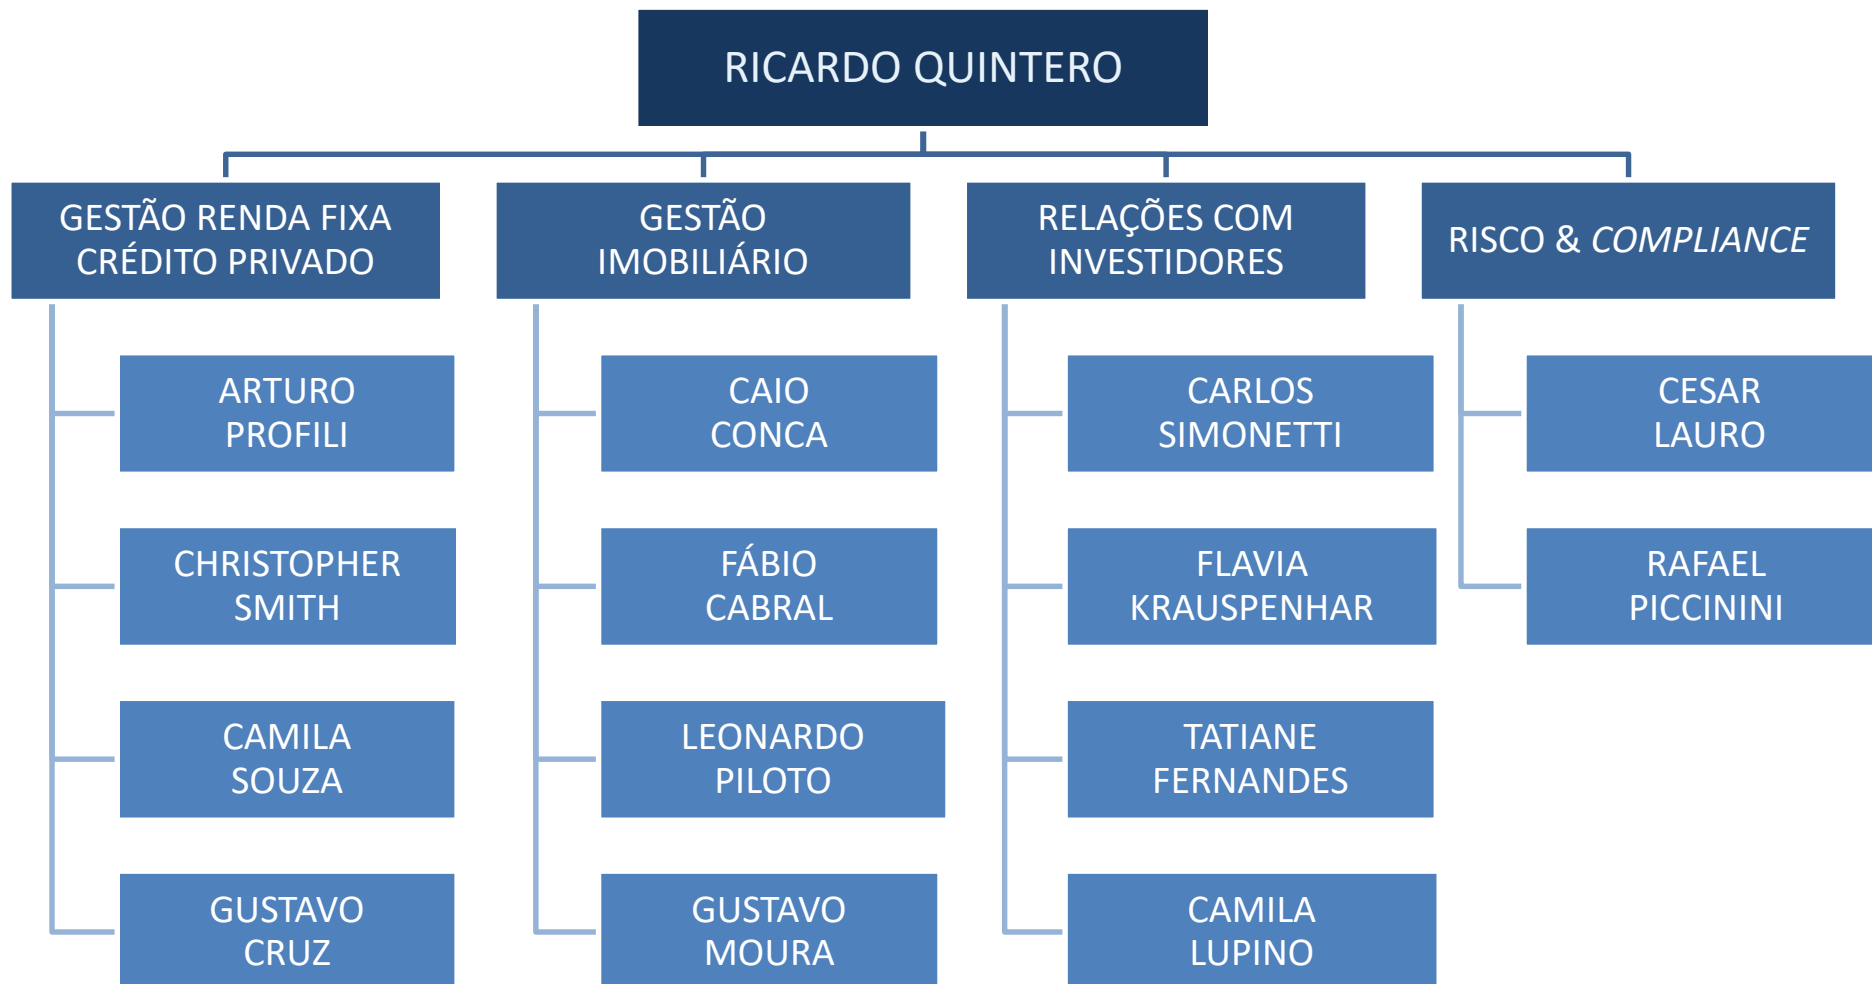 RICARDO QUINTERO
GESTÃO RENDA FIXA
CRÉDITO PRIVADO
GESTÃO
IMOBILIÁRIO
RELAÇÕES COM
INVESTIDORES
RISCO & COMPLIANCE
ARTURO
PROFILI
CAIO
CONCA
CARLOS
SIMONETTI
CESAR
LAURO
CHRISTOPHER
SMITH
FÁBIO
CABRAL
FLAVIA
KRAUSPENHAR
RAFAEL
PICCININI
CAMILA
SOUZA
LEONARDO
PILOTO
TATIANE
FERNANDES
GUSTAVO
CRUZ
GUSTAVO
MOURA
CAMILA
LUPINO